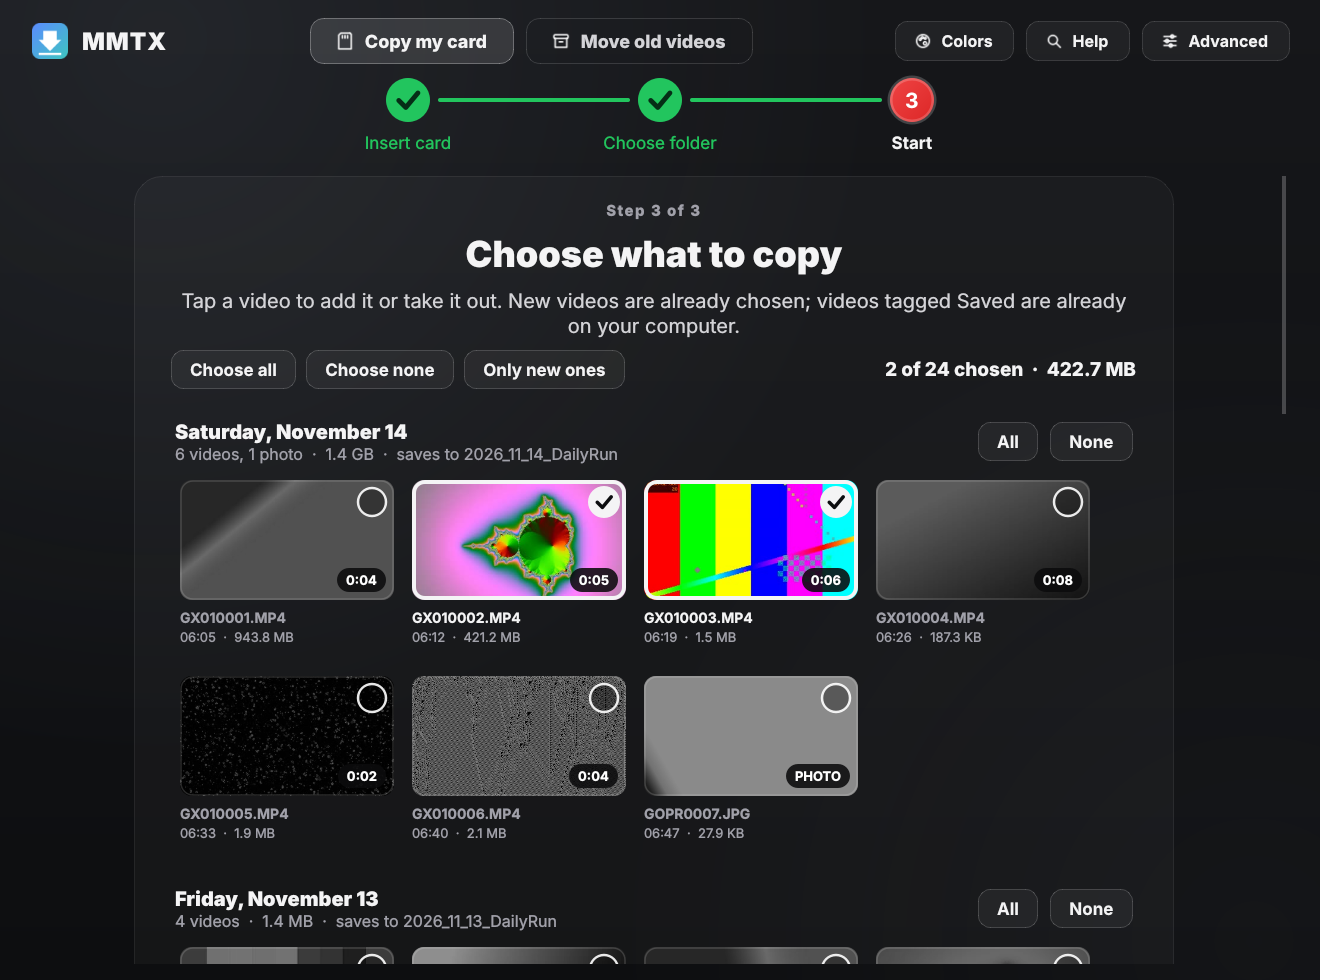 MMTX
Copy my card
Move old videos
Colors
Help
Advanced
3
Insert card
Choose folder
Start
Step 3 of 3
Choose what to copy
Tap a video to add it or take it out. New videos are already chosen; videos tagged Saved are already
on your computer.
Choose all
Choose none
Only new ones
2 of 24 chosen · 422.7 MB
Saturday, November 14
6 videos, 1 photo · 1.4 GB · saves to 2026_11_14_DailyRun
All
None
0:04
0:05
0:06
0:08
GX010001.MP4
GX010002.MP4
GX010003.MP4
GX010004.MP4
06:05 · 943.8 MB
06:12 · 421.2 MB
06:19 · 1.5 MB
06:26 · 187.3 KB
0:02
0:04
PHOTO
GX010005.MP4
GX010006.MP4
GOPR0007.JPG
06:33 · 1.9 MB
06:40 · 2.1 MB
06:47 · 27.9 KB
Friday, November 13
4 videos · 1.4 MB · saves to 2026_11_13_DailyRun
All
None